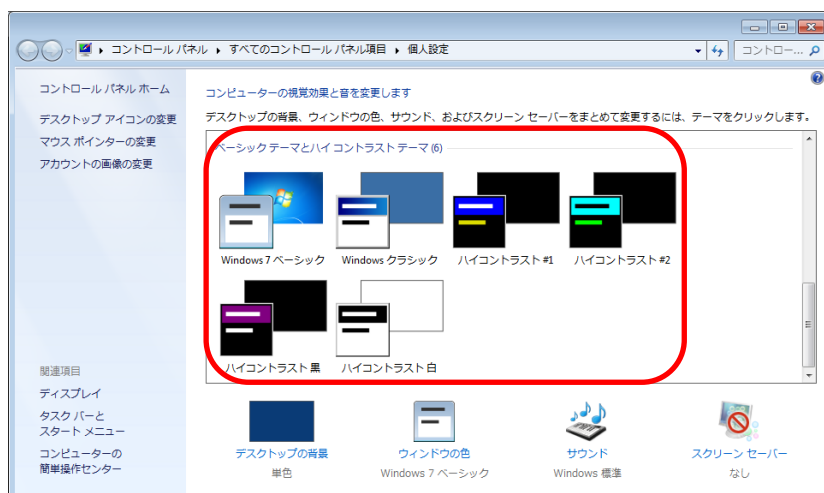 コントロール パネル ▸ すべてのコントロール パネル項目 ▸ 個人設定
コントロー...
コントロール パネル ホーム
デスクトップ アイコンの変更
マウス ポインターの変更
アカウントの画像の変更
コンピューターの視覚効果と音を変更します
デスクトップの背景、ウィンドウの色、サウンド、およびスクリーン セーバーをまとめて変更するには、テーマをクリックします。
ベーシック テーマとハイ コントラスト テーマ (6)
Windows 7 ベーシック
Windows クラシック
ハイコントラスト #1
ハイコントラスト #2
ハイコントラスト 黒
ハイコントラスト 白
関連項目
ディスプレイ
タスク バーと
スタート メニュー
コンピューターの
簡単操作センター
デスクトップの背景
単色
ウィンドウの色
Windows 7 ベーシック
サウンド
Windows 標準
スクリーン セーバー
なし